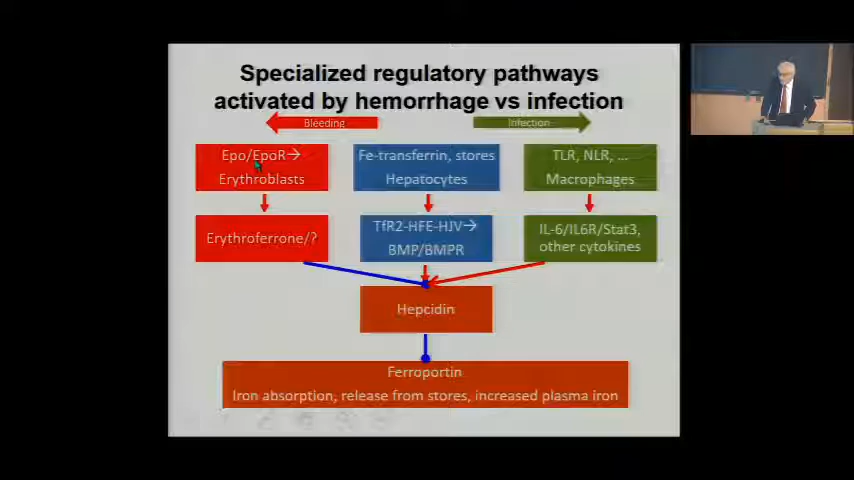 Specialized regulatory pathways
activated by hemorrhage vs infection
Bleeding
Infection
Epo/EpoR→
Erythroblasts
Fe-transferrin, stores
Hepatocytes
TLR, NLR, ...
Macrophages
Erythroferrone/?
TfR2-HFE-HJV→
BMP/BMPR
IL-6/IL6R/Stat3,
other cytokines
Hepcidin
Ferroportin
Iron absorption, release from stores, increased plasma iron